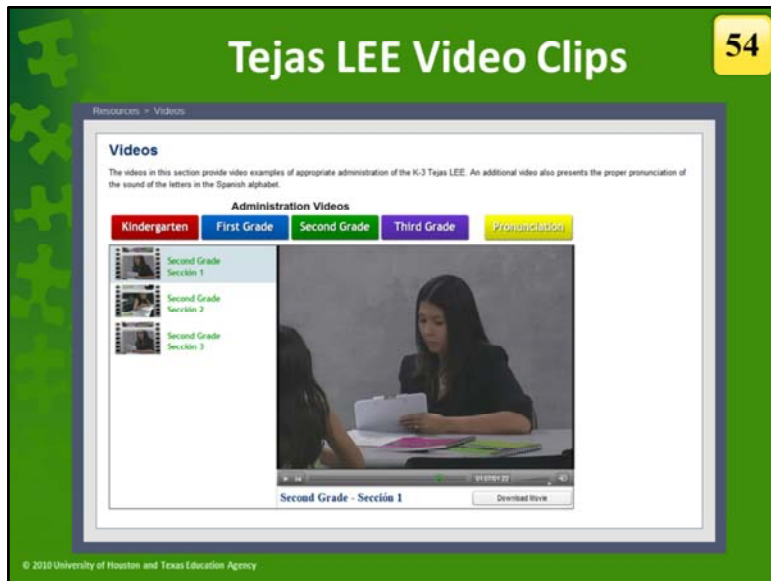 Tejas LEE Video Clips
54
Resources > Videos
Videos
The videos in this section provide video examples of appropriate administration of the K-3 Tejas LEE. An additional video also presents the proper pronunciation of
the sound of the letters in the Spanish alphabet.
Administration Videos
Kindergarten First Grade Second Grade Third Grade Pronunciation
Second Grade
Sección 1
Second Grade
Sección 2
Second Grade
Sección 3
Second Grade - Sección 1
Download Movie
© 2010 University of Houston and Texas Education Agency